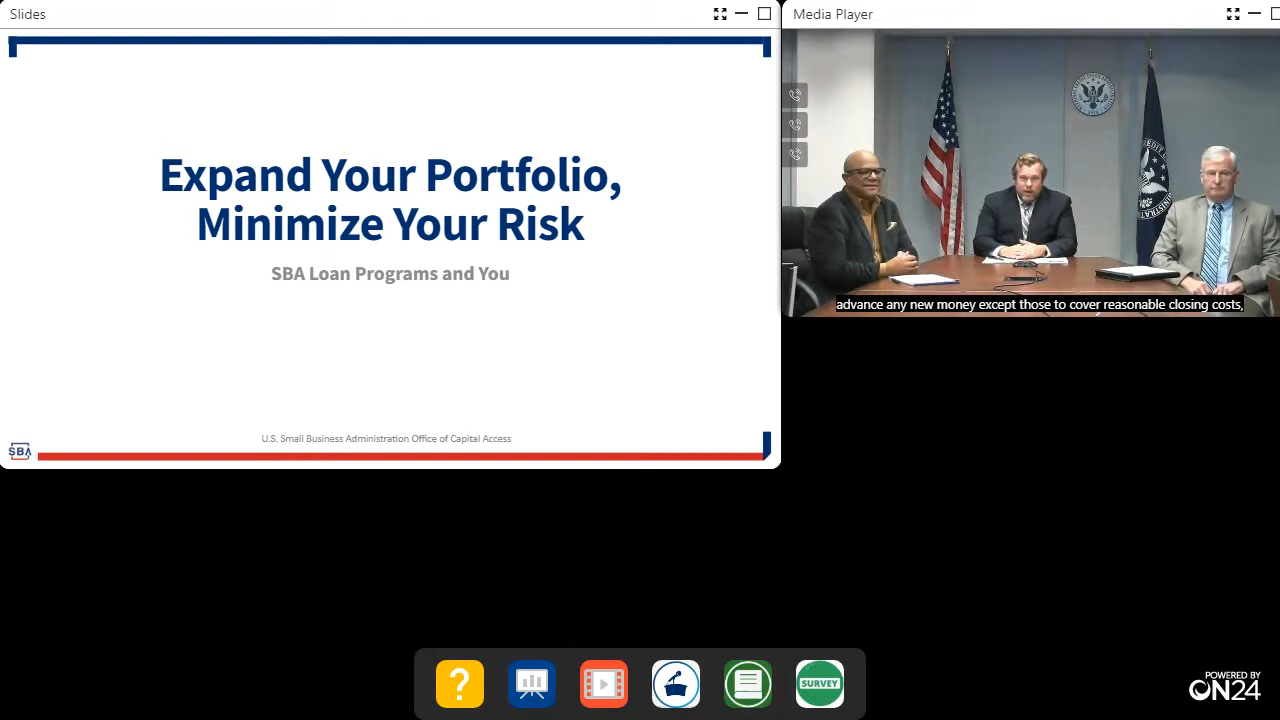 Slides
Expand Your Portfolio,
Minimize Your Risk
SBA Loan Programs and You
U.S. Small Business Administration Office of Capital Access
SBA
Media Player
advance any new money except those to cover reasonable closing costs,
?
SURVEY
POWERED BY
ON24